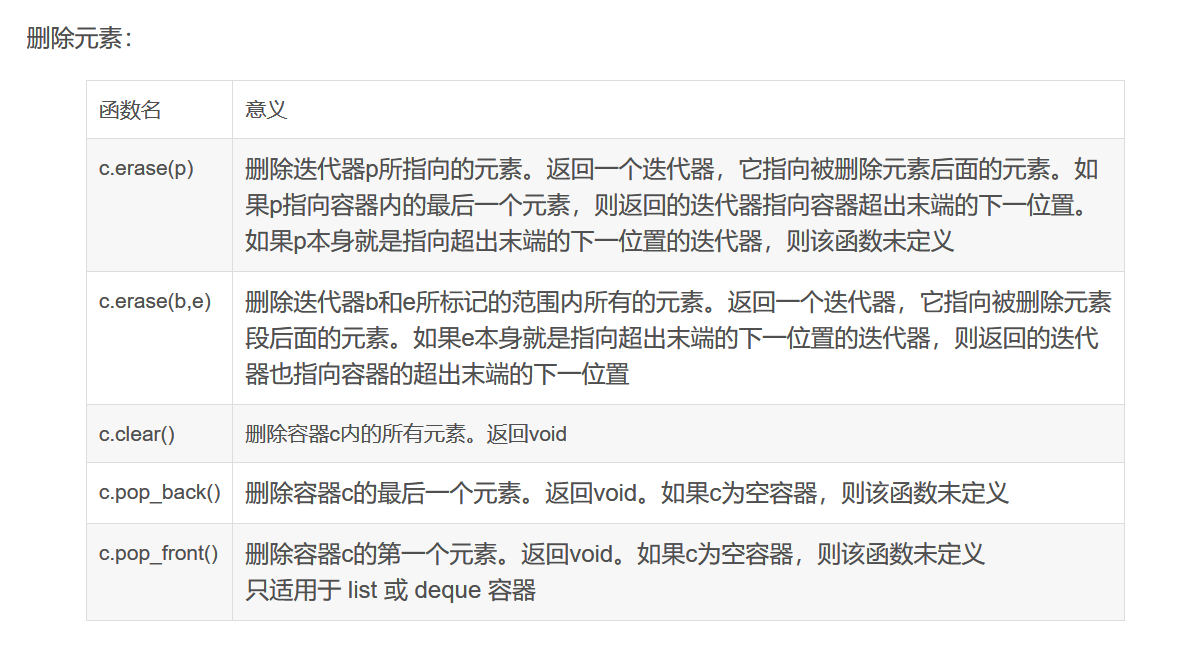 删除元素：
函数名 意义
c.erase(p) 删除迭代器p所指向的元素。返回一个迭代器，它指向被删除元素后面的元素。如
果p指向容器内的最后一个元素，则返回的迭代器指向容器超出末端的下一位置。
如果p本身就是指向超出末端的下一位置的迭代器，则该函数未定义
c.erase(b,e) 删除迭代器b和e所标记的范围内所有的元素。返回一个迭代器，它指向被删除元素
段后面的元素。如果e本身就是指向超出末端的下一位置的迭代器，则返回的迭代
器也指向容器的超出末端的下一位置
c.clear() 删除容器c内的所有元素。返回void
c.pop_back() 删除容器c的最后一个元素。返回void。如果c为空容器，则该函数未定义
c.pop_front() 删除容器c的第一个元素。返回void。如果c为空容器，则该函数未定义
只适用于 list 或 deque 容器